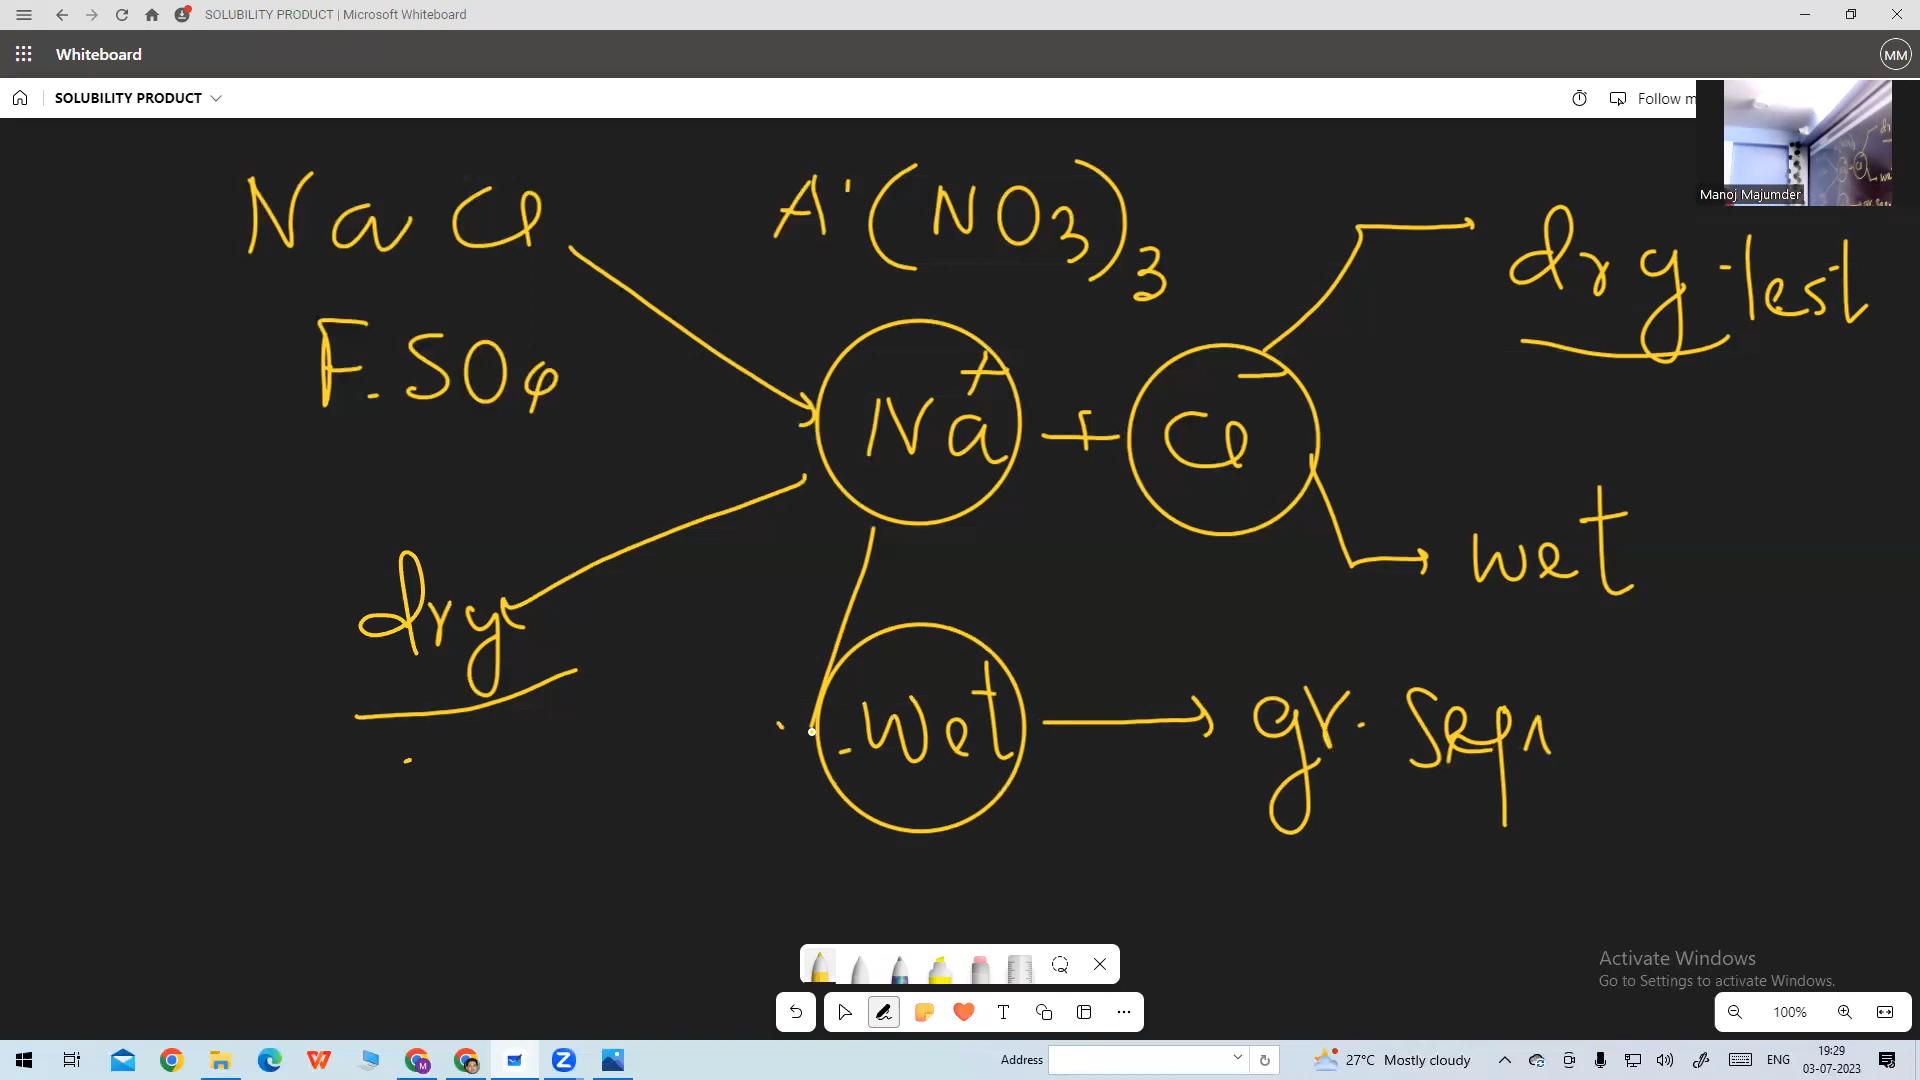 SOLUBILITY PRODUCT | Microsoft Whiteboard
Whiteboard
MM
SOLUBILITY PRODUCT
Follow m
Manoj Majumder
NaCl
A'(NO3)3
dry test
F.SO4
Na+ + Cl-
dry
wet
Wet
gr. Sepn
Activate Windows
Go to Settings to activate Windows.
100%
Address
27°C Mostly cloudy
ENG
19:29
03-07-2023